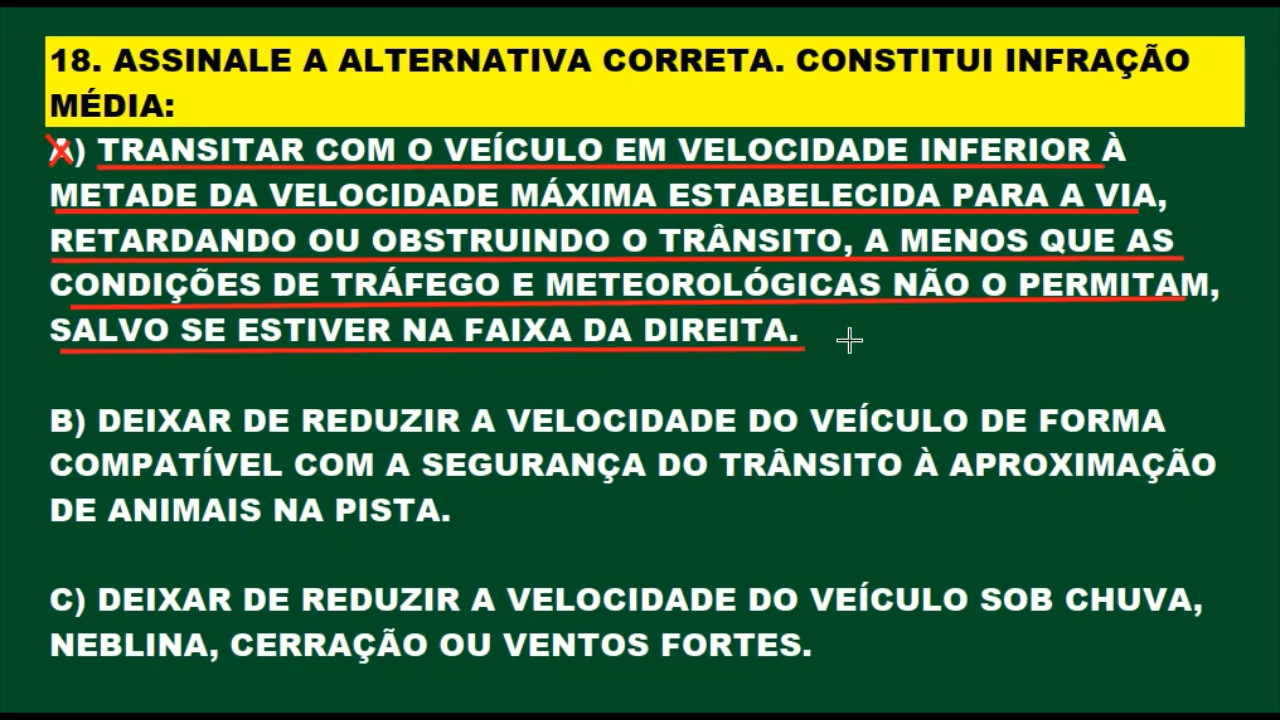 18. ASSINALE A ALTERNATIVA CORRETA. CONSTITUI INFRAÇÃO
MÉDIA:
A) TRANSITAR COM O VEÍCULO EM VELOCIDADE INFERIOR À
METADE DA VELOCIDADE MÁXIMA ESTABELECIDA PARA A VIA,
RETARDANDO OU OBSTRUINDO O TRÂNSITO, A MENOS QUE AS
CONDIÇÕES DE TRÁFEGO E METEOROLÓGICAS NÃO O PERMITAM,
SALVO SE ESTIVER NA FAIXA DA DIREITA.
B) DEIXAR DE REDUZIR A VELOCIDADE DO VEÍCULO DE FORMA
COMPATÍVEL COM A SEGURANÇA DO TRÂNSITO À APROXIMAÇÃO
DE ANIMAIS NA PISTA.
C) DEIXAR DE REDUZIR A VELOCIDADE DO VEÍCULO SOB CHUVA,
NEBLINA, CERRAÇÃO OU VENTOS FORTES.